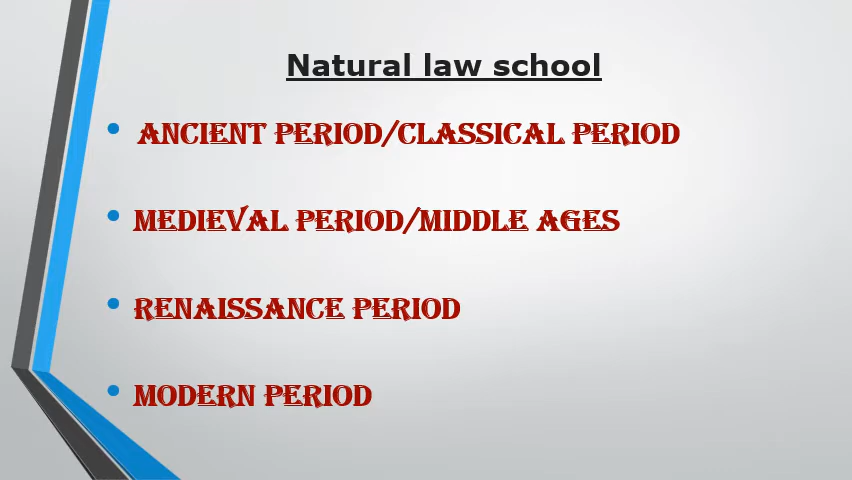 Natural law school
• ANCIENT PERIOD/CLASSICAL PERIOD
• MEDIEVAL PERIOD/MIDDLE AGES
• RENAISSANCE PERIOD
• MODERN PERIOD